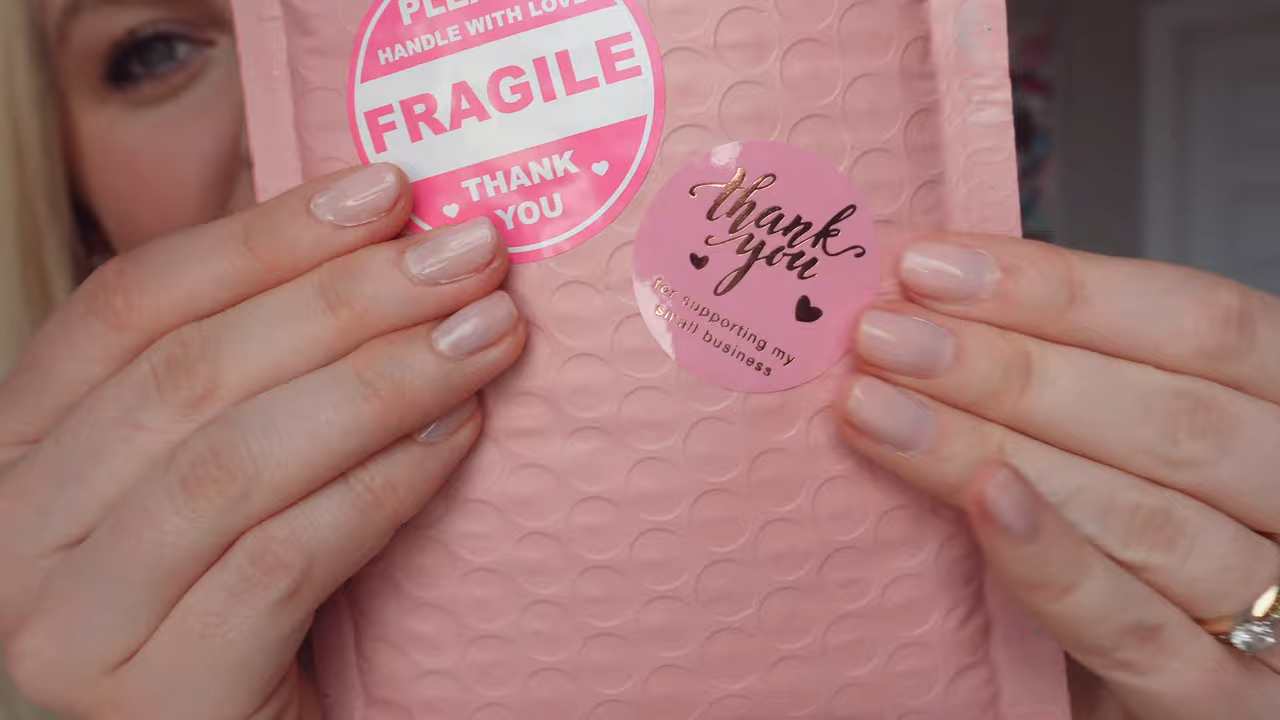 HANDLE WITH LOVE
FRAGILE
THANK
YOU
thank
you
for supporting my
small business